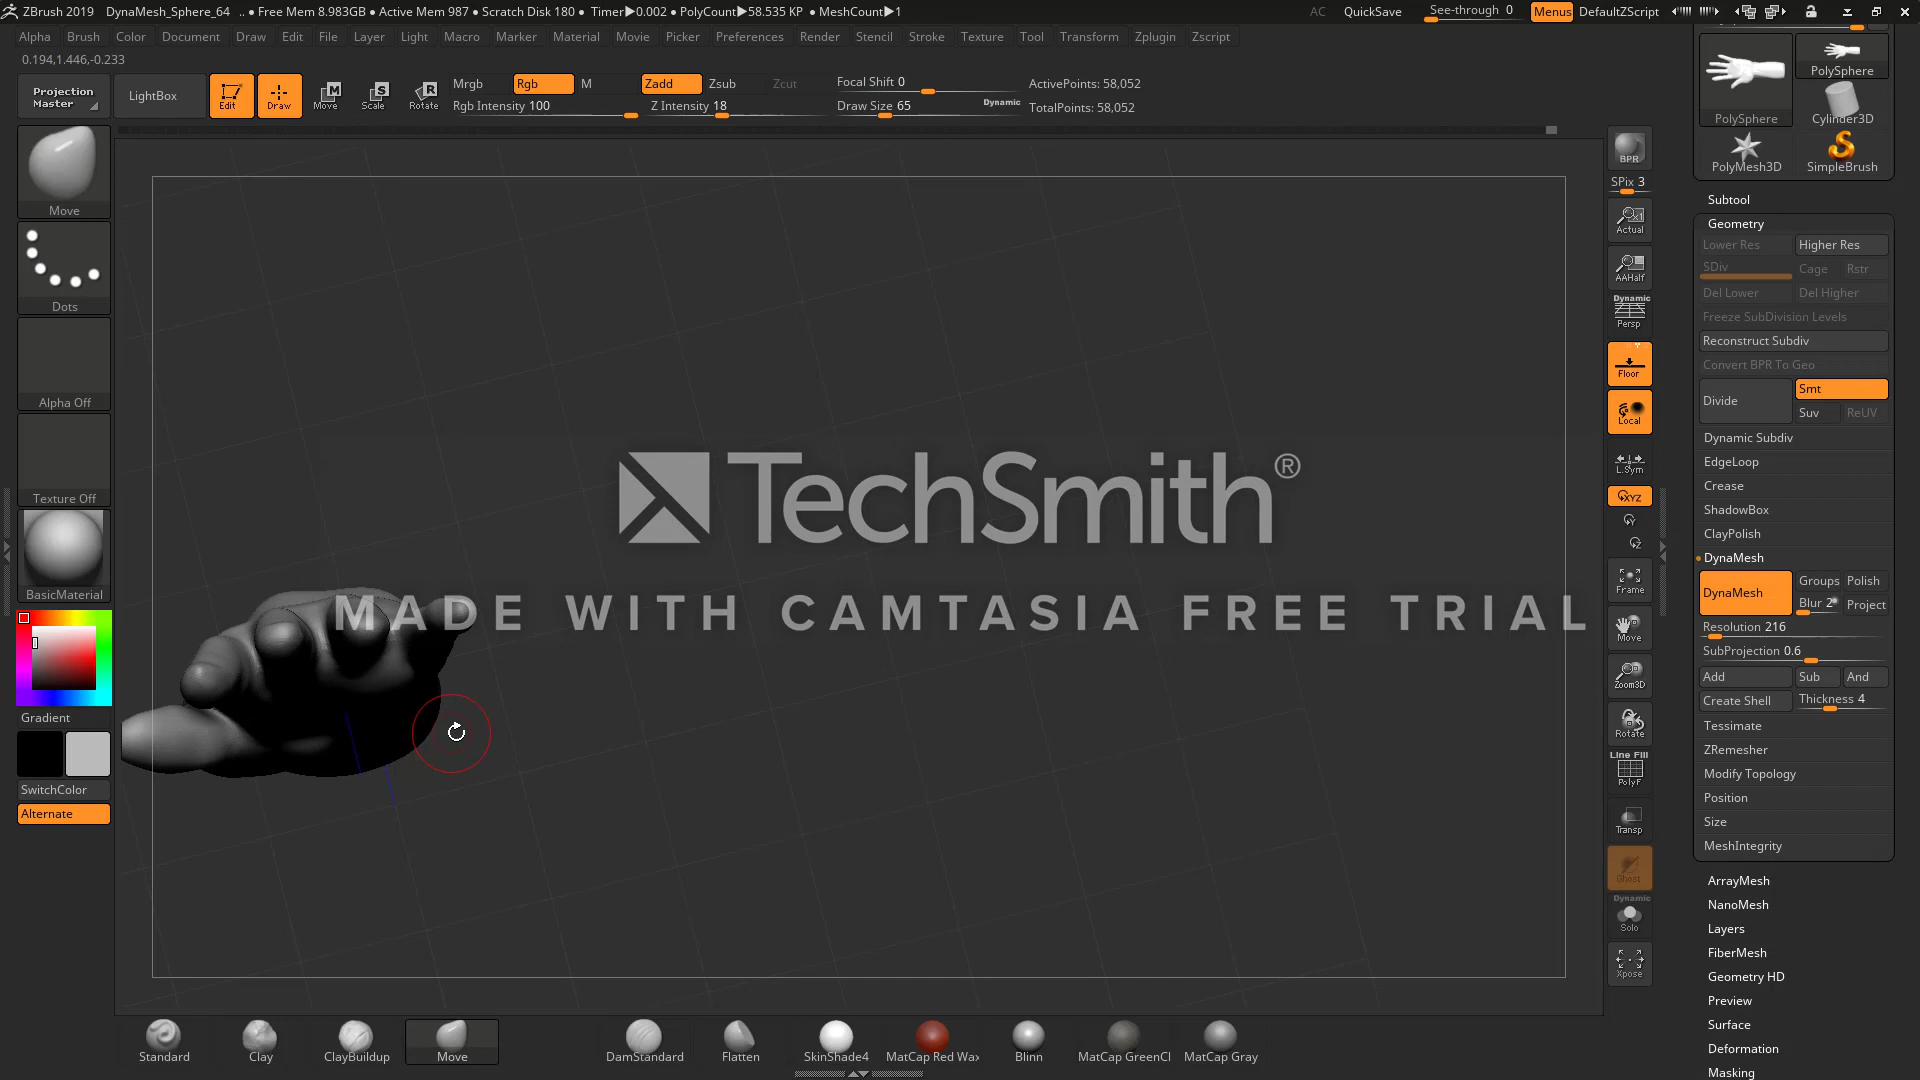 ZBrush 2019 DynaMesh_Sphere_64 .. • Free Mem 8.983GB • Active Mem 987 • Scratch Disk 180 • Timer▶0.002 • PolyCount▶58.535 KP • MeshCount▶1 AC QuickSave See-through 0 Menus DefaultZScript
Alpha Brush Color Document Draw Edit File Layer Light Macro Marker Material Movie Picker Preferences Render Stencil Stroke Texture Tool Transform Zplugin Zscript
0.194,1.446,-0.233
Projection Master
LightBox
Edit
Draw
M
Move
S
Scale
R
Rotate
Mrgb Rgb M Zadd Zsub Zcut
Rgb Intensity 100 Z Intensity 18
Focal Shift 0
Draw Size 65 Dynamic
ActivePoints: 58,052
TotalPoints: 58,052
Move
Dots
Alpha Off
Texture Off
BasicMaterial
Gradient
SwitchColor
Alternate
TechSmith®
MADE WITH CAMTASIA FREE TRIAL
Standard
Clay
ClayBuildup
Move
DamStandard
Flatten
SkinShade4
MatCap Red Wax
Blinn
MatCap GreenCl
MatCap Gray
BPR
SPix 3
Actual
AAHalf
Dynamic
Persp
Floor
Local
L.Sym
XYZ
Y
Z
Frame
Move
Zoom3D
Rotate
Line Fill
PolyF
Transp
Ghost
Dynamic
Solo
Xpose
PolySphere
PolySphere
Cylinder3D
PolyMesh3D
SimpleBrush
Subtool
Geometry
Lower Res Higher Res
SDiv Cage Rstr
Del Lower Del Higher
Freeze SubDivision Levels
Reconstruct Subdiv
Convert BPR To Geo
Divide Smt
Suv ReUV
Dynamic Subdiv
EdgeLoop
Crease
ShadowBox
ClayPolish
DynaMesh
DynaMesh Groups Polish
Blur 2 Project
Resolution 216
SubProjection 0.6
Add Sub And
Create Shell Thickness 4
Tessimate
ZRemesher
Modify Topology
Position
Size
MeshIntegrity
ArrayMesh
NanoMesh
Layers
FiberMesh
Geometry HD
Preview
Surface
Deformation
Masking